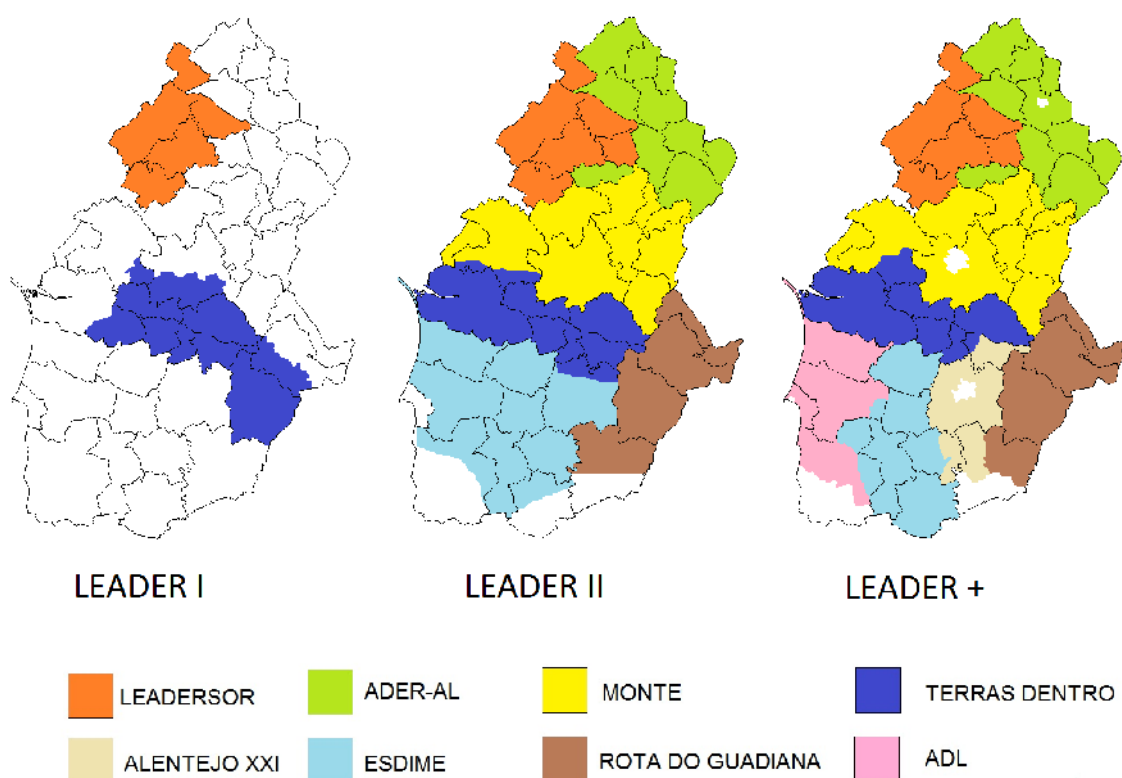 LEADER I
LEADER II
LEADER +
LEADERSOR
ADER-AL
MONTE
TERRAS DENTRO
ALENTEJO XXI
ESDIME
ROTA DO GUADIANA
ADL